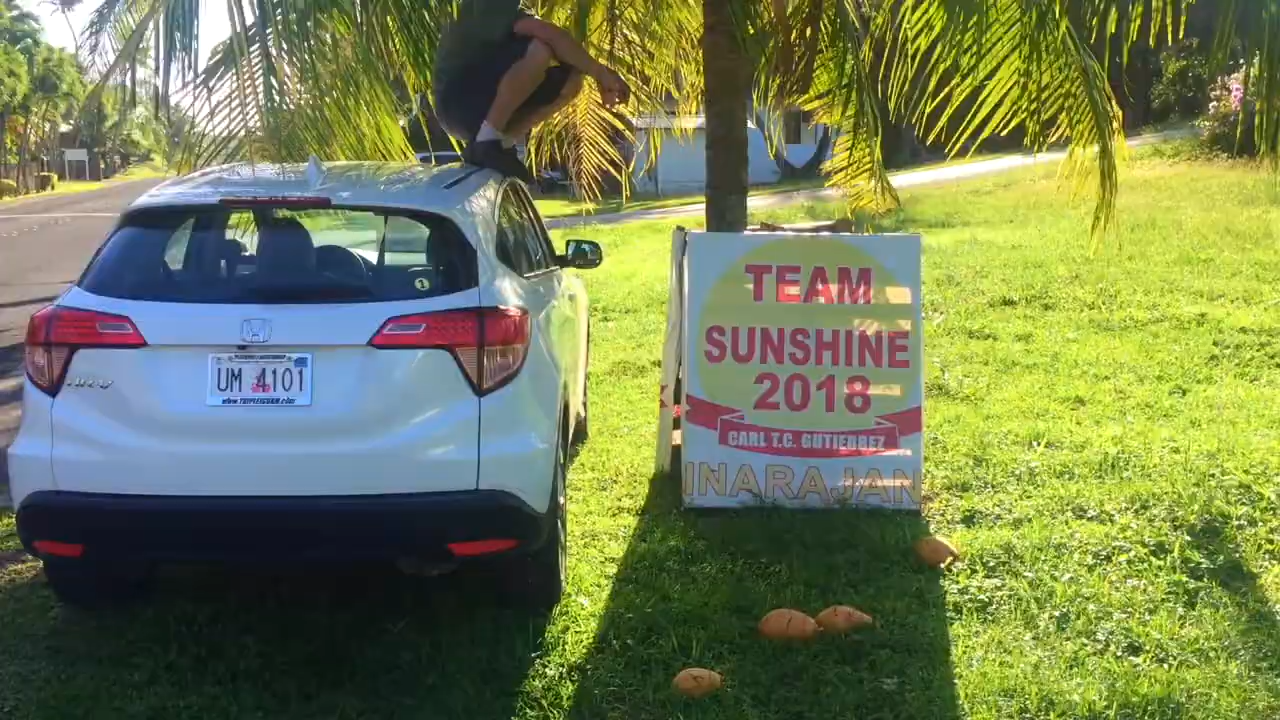 UM 4101
TEAM
SUNSHINE
2018
CARL T.C. GUTIERREZ
INARAJAN